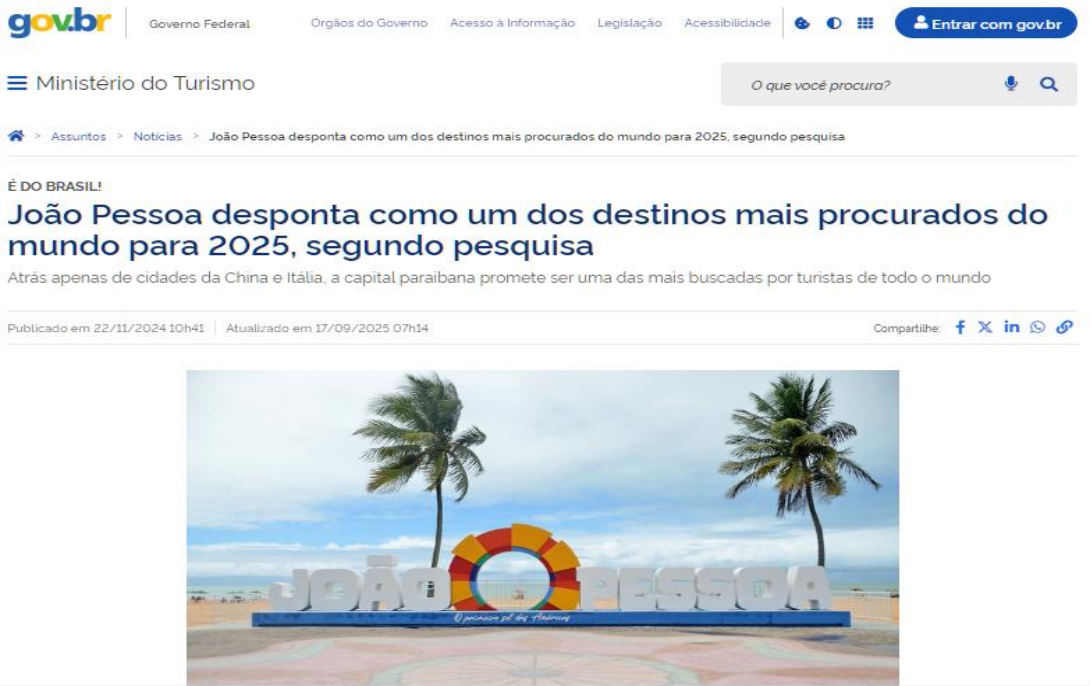 gov.br
Governo Federal
Órgãos do Governo
Acesso à Informação
Legislação
Acessibilidade
Entrar com gov.br
Ministério do Turismo
O que você procura?
> Assuntos > Notícias > João Pessoa desponta como um dos destinos mais procurados do mundo para 2025, segundo pesquisa
É DO BRASIL!
João Pessoa desponta como um dos destinos mais procurados do
mundo para 2025, segundo pesquisa
Atrás apenas de cidades da China e Itália, a capital paraibana promete ser uma das mais buscadas por turistas de todo o mundo
Publicado em 22/11/2024 10h41 | Atualizado em 17/09/2025 07h14
Compartilhe:
JOÃO PESSOA
O primeiro sol das Américas